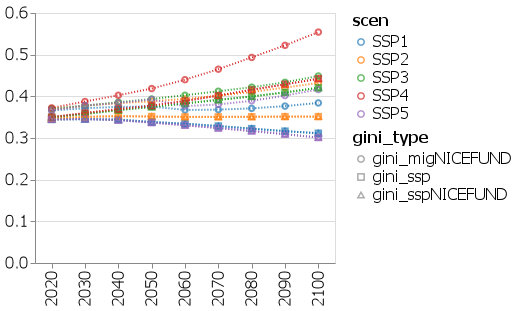 0.6
0.5
0.4
0.3
0.2
0.1
0.0
2020
2030
2040
2050
2060
2070
2080
2090
2100
scen
SSP1
SSP2
SSP3
SSP4
SSP5
gini_type
gini_migNICEFUND
gini_ssp
gini_sspNICEFUND